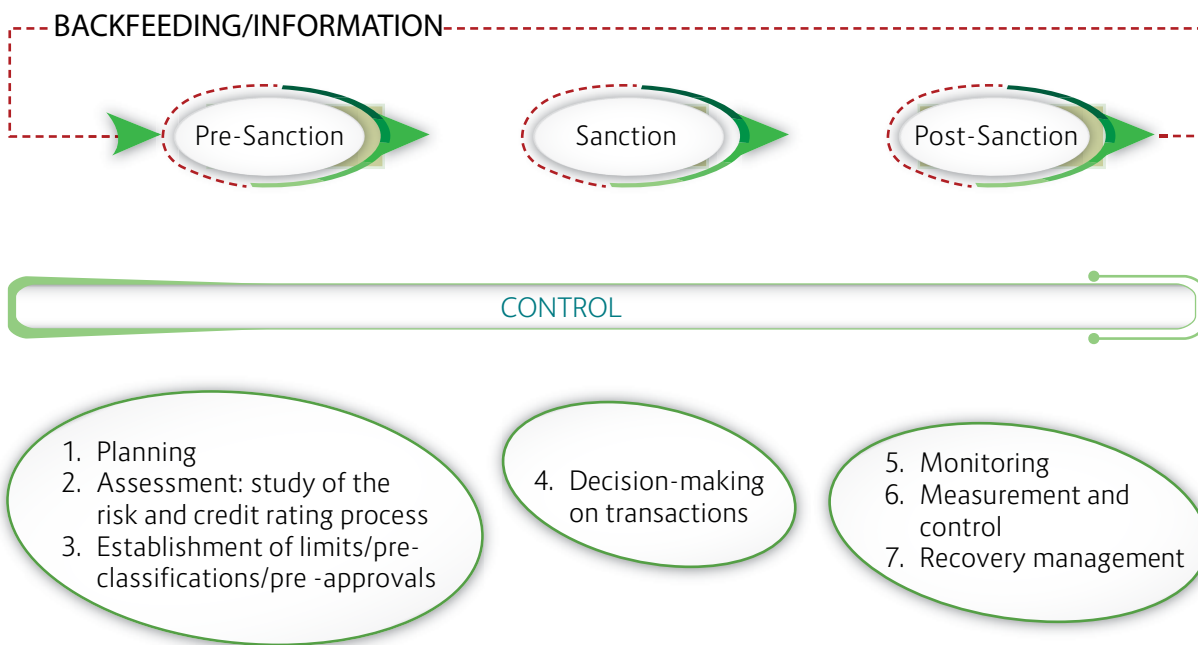 BACKFEEDING/INFORMATION
Pre-Sanction
Sanction
Post-Sanction
CONTROL
1. Planning
2. Assessment: study of the
risk and credit rating process
3. Establishment of limits/pre-
classifications/pre -approvals
4. Decision-making
on transactions
5. Monitoring
6. Measurement and
control
7. Recovery management